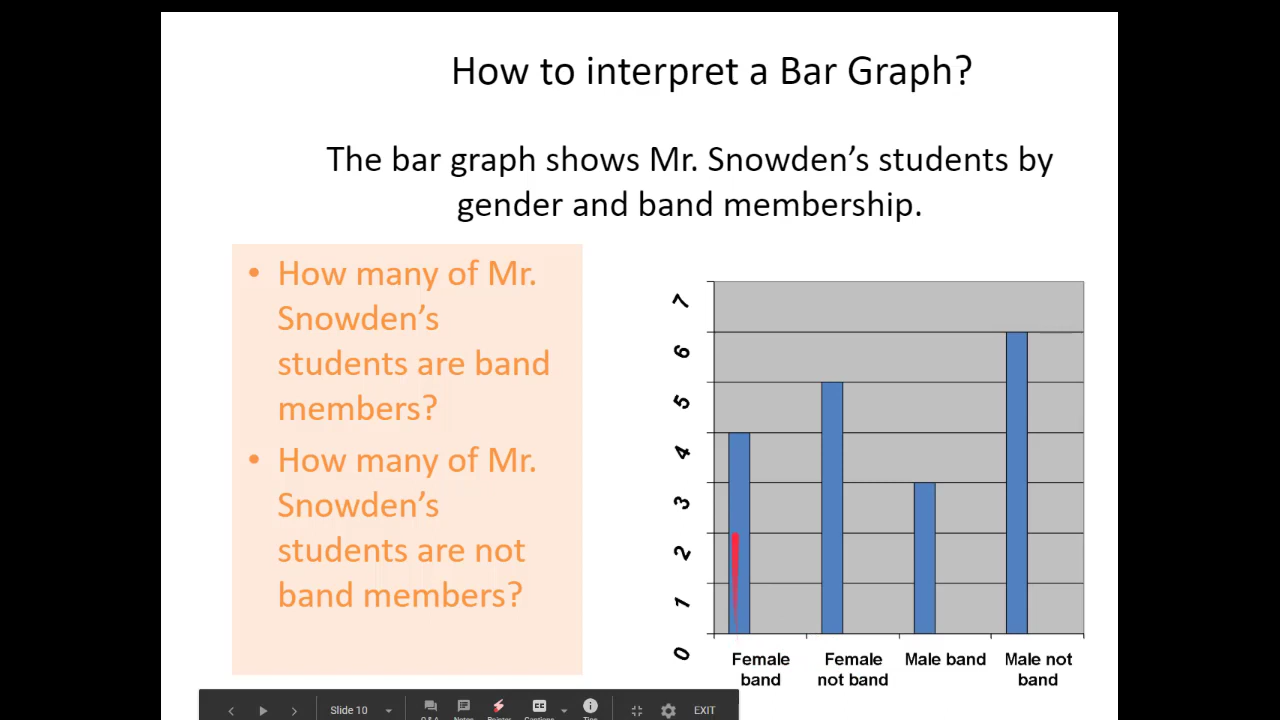 How to interpret a Bar Graph?
The bar graph shows Mr. Snowden's students by
gender and band membership.
• How many of Mr.
Snowden's
students are band
members?
• How many of Mr.
Snowden's
students are not
band members?
7
6
5
4
3
2
1
0
Female
band
Female
not band
Male band
Male not
band
Slide 10
EXIT